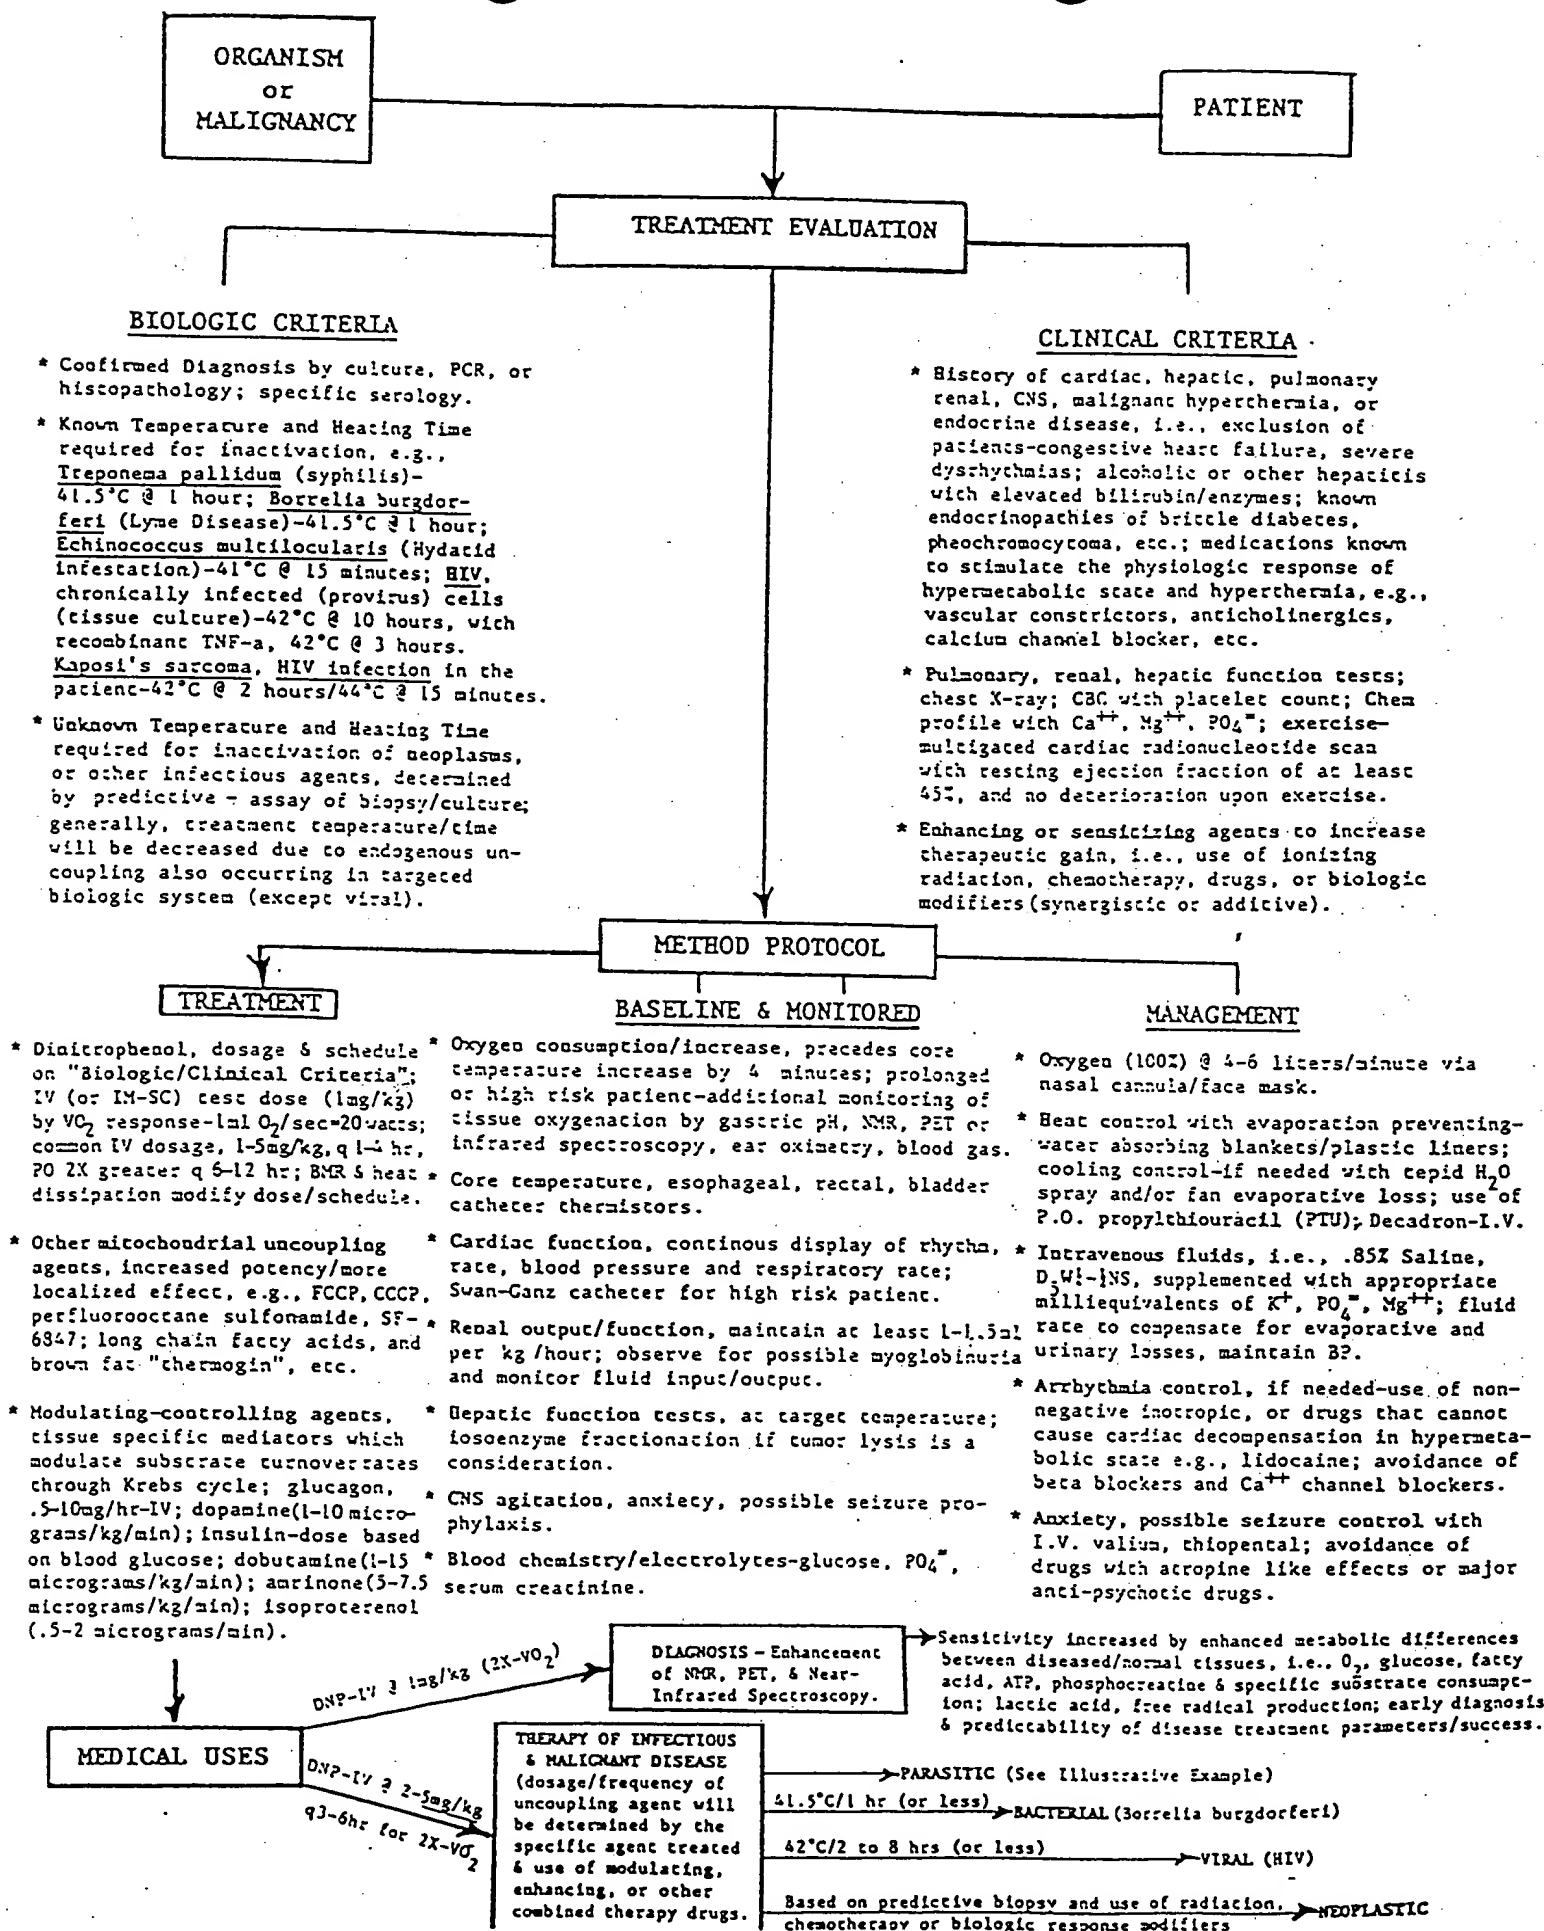 ORGANISM
or
MALIGNANCY
PATIENT
TREATMENT EVALUATION
BIOLOGIC CRITERIA
* Confirmed Diagnosis by culture, PCR, or
histopathology; specific serology.
* Known Temperature and Heating Time
required for inactivation, e.g.,
Treponema pallidum (syphilis)-
41.5°C @ 1 hour; Borrelia burgdor-
feri (Lyme Disease)-41.5°C @ 1 hour;
Echinococcus multilocularis (Hydatid
infestation)-41°C @ 15 minutes; HIV,
chronically infected (provirus) cells
(tissue culture)-42°C @ 10 hours, with
recombinant TNF-a, 42°C @ 3 hours.
Kaposi's sarcoma, HIV infection in the
patient-42°C @ 2 hours/44°C @ 15 minutes.
* Unknown Temperature and Heating Time
required for inactivation of neoplasms,
or other infectious agents, determined
by predictive - assay of biopsy/culture;
generally, treatment temperature/time
will be decreased due to endogenous un-
coupling also occurring in targeted
biologic system (except viral).
CLINICAL CRITERIA
* History of cardiac, hepatic, pulmonary
renal, CNS, malignant hyperthermia, or
endocrine disease, i.e., exclusion of
patients-congestive heart failure, severe
dysrhythmias; alcoholic or other hepatitis
with elevated bilirubin/enzymes; known
endocrinopathies of brittle diabetes,
pheochromocytoma, etc.; medications known
to stimulate the physiologic response of
hypermetabolic state and hyperthermia, e.g.,
vascular constrictors, anticholinergics,
calcium channel blocker, etc.
* Pulmonary, renal, hepatic function tests;
chest X-ray; CBC with platelet count; Chem
profile with Ca++, Mg++, PO4=; exercise-
multigated cardiac radionucleotide scan
with resting ejection fraction of at least
45%, and no deterioration upon exercise.
* Enhancing or sensitizing agents to increase
therapeutic gain, i.e., use of ionizing
radiation, chemotherapy, drugs, or biologic
modifiers (synergistic or additive).
METHOD PROTOCOL
TREATMENT
* Dinitrophenol, dosage & schedule
on "Biologic/Clinical Criteria";
IV (or IM-SC) test dose (1mg/kg)
by VO2 response-1ml O2/sec=20watts;
common IV dosage, 1-5mg/kg, q 1-4 hr,
PO 2X greater q 6-12 hr; BMR & heat
dissipation modify dose/schedule.
* Other mitochondrial uncoupling
agents, increased potency/more
localized effect, e.g., FCCP, CCCP,
perfluorooctane sulfonamide, SF-
6847; long chain fatty acids, and
brown fat "thermogin", etc.
* Modulating-controlling agents,
tissue specific mediators which
modulate substrate turnoverrates
through Krebs cycle; glucagon,
.5-10mg/hr-IV; dopamine(1-10 micro-
grams/kg/min); insulin-dose based
on blood glucose; dobutamine(1-15
micrograms/kg/min); amrinone(5-7.5
micrograms/kg/min); isoproterenol
(.5-2 micrograms/min).
BASELINE & MONITORED
* Oxygen consumption/increase, precedes core
temperature increase by 4 minutes; prolonged
or high risk patient-additional monitoring of
tissue oxygenation by gastric pH, NMR, PET or
infrared spectroscopy, ear oximetry, blood gas.
* Core temperature, esophageal, rectal, bladder
catheter thermistors.
* Cardiac function, continous display of rhythm,
rate, blood pressure and respiratory rate;
Swan-Ganz catheter for high risk patient.
* Renal output/function, maintain at least 1-1.5ml
per kg/hour; observe for possible myoglobinuria
and monitor fluid input/output.
* Hepatic function tests, at target temperature;
iosoenzyme fractionation if tumor lysis is a
consideration.
* CNS agitation, anxiety, possible seizure pro-
phylaxis.
* Blood chemistry/electrolytes-glucose, PO4=,
serum creatinine.
MANAGEMENT
* Oxygen (100%) @ 4-6 liters/minute via
nasal cannula/face mask.
* Heat control with evaporation preventing-
water absorbing blankets/plastic liners;
cooling control-if needed with tepid H2O
spray and/or fan evaporative loss; use of
P.O. propylthiouracil (PTU); Decadron-I.V.
* Intravenous fluids, i.e., .85% Saline,
supplemented with appropriate
milliequivalents of K+, PO4=, Mg++; fluid
rate to compensate for evaporative and
urinary losses, maintain BP.
* Arrhythmia control, if needed-use of non-
negative inotropic, or drugs that cannot
cause cardiac decompensation in hypermeta-
bolic state e.g., lidocaine; avoidance of
beta blockers and Ca++ channel blockers.
* Anxiety, possible seizure control with
I.V. valium, thiopental; avoidance of
drugs with atropine like effects or major
anti-psychotic drugs.
MEDICAL USES
DNP-IV @ 1mg/kg (2X-VO2)
DIAGNOSIS - Enhancement
of NMR, PET, & Near-
Infrared Spectroscopy.
Sensitivity increased by enhanced metabolic differences
between diseased/normal tissues, i.e., O2, glucose, fatty
acid, ATP, phosphocreatine & specific substrate consumpt-
ion; lactic acid, free radical production; early diagnosis
& predictability of disease treatment parameters/success.
DNP-IV @ 2-5mg/kg
q3-6hr for 2X-VO2
THERAPY OF INFECTIOUS
& MALIGNANT DISEASE
(dosage/frequency of
uncoupling agent will
be determined by the
specific agent treated
& use of modulating,
enhancing, or other
combined therapy drugs.
PARASITIC (See Illustrative Example)
41.5°C/1 hr (or less)
BACTERIAL (Borrelia burgdorferi)
42°C/2 to 8 hrs (or less)
VIRAL (HIV)
Based on predictive biopsy and use of radiation,
chemotherapy or biologic response modifiers
NEOPLASTIC